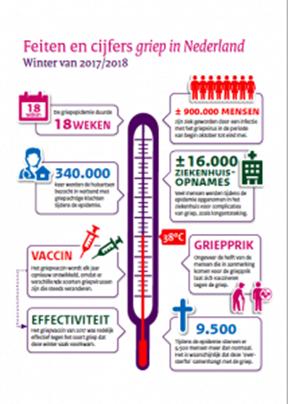 Feiten en cijfers griep in Nederland
Winter van 2017/2018
18
De griepepidemie duurde
18 WEKEN
± 900.000 MENSEN
zijn ziek geworden door een infectie
met het griepvirus in de periode
van begin oktober tot eind mei.
340.000
keer werden de huisartsen
bezocht in verband met
griepachtige klachten
tijdens de epidemie.
± 16.000
ZIEKENHUIS-
OPNAMES
Veel mensen werden tijdens de
epidemie opgenomen in het
ziekenhuis voor complicaties
van griep, zoals longontsteking.
38°C
VACCIN
Het griepvaccin wordt elk jaar
opnieuw ontwikkeld, omdat er
verschillende soorten griepvirussen
zijn die steeds veranderen.
GRIEPPRIK
Ongeveer de helft van de
mensen die in aanmerking
komen voor de griepprik
laat zich vaccineren
tegen de griep.
EFFECTIVITEIT
Het griepvaccin van 2017 was redelijk
effectief tegen het soort griep dat
deze winter vaak voorkwam.
9.500
Tijdens de epidemie stierven er
9.500 mensen meer dan normaal.
Het is waarschijnlijk dat deze 'over-
sterfte' samenhangt met de griep.